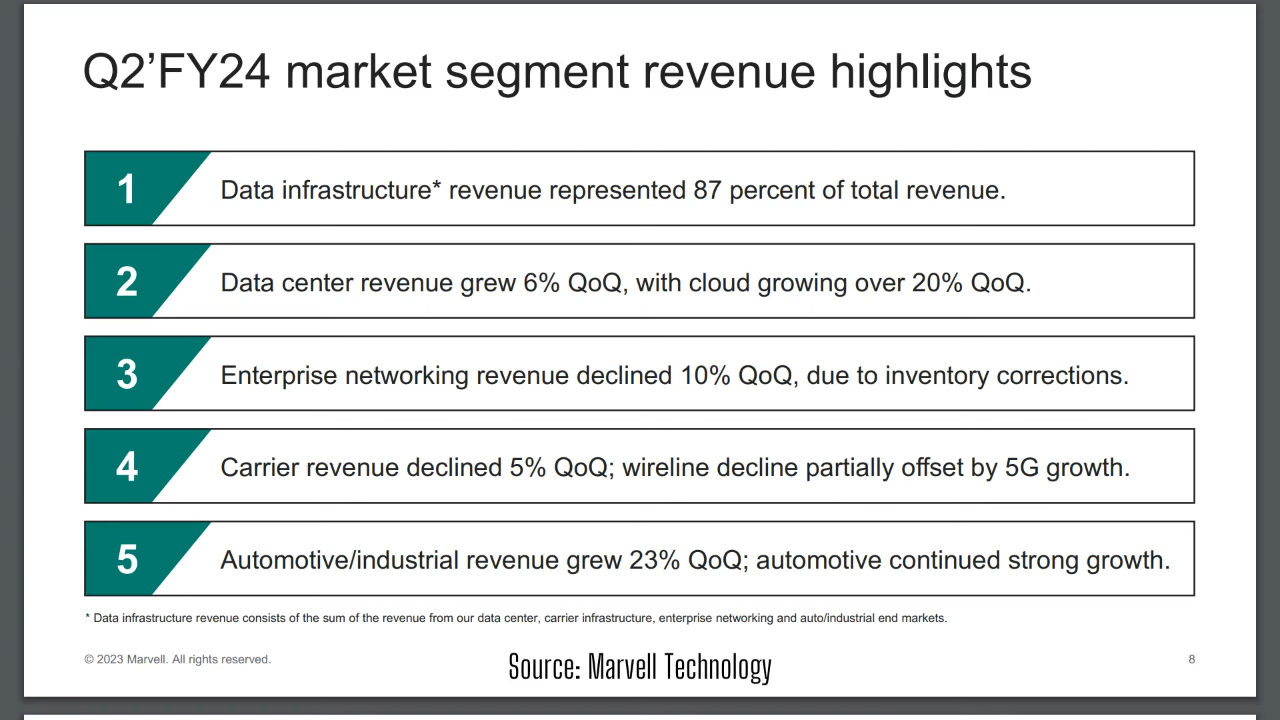 Q2’FY24 market segment revenue highlights
1
Data infrastructure* revenue represented 87 percent of total revenue.
2
Data center revenue grew 6% QoQ, with cloud growing over 20% QoQ.
3
Enterprise networking revenue declined 10% QoQ, due to inventory corrections.
4
Carrier revenue declined 5% QoQ; wireline decline partially offset by 5G growth.
5
Automotive/industrial revenue grew 23% QoQ; automotive continued strong growth.
* Data infrastructure revenue consists of the sum of the revenue from our data center, carrier infrastructure, enterprise networking and auto/industrial end markets.
© 2023 Marvell. All rights reserved.
Source: Marvell Technology
8